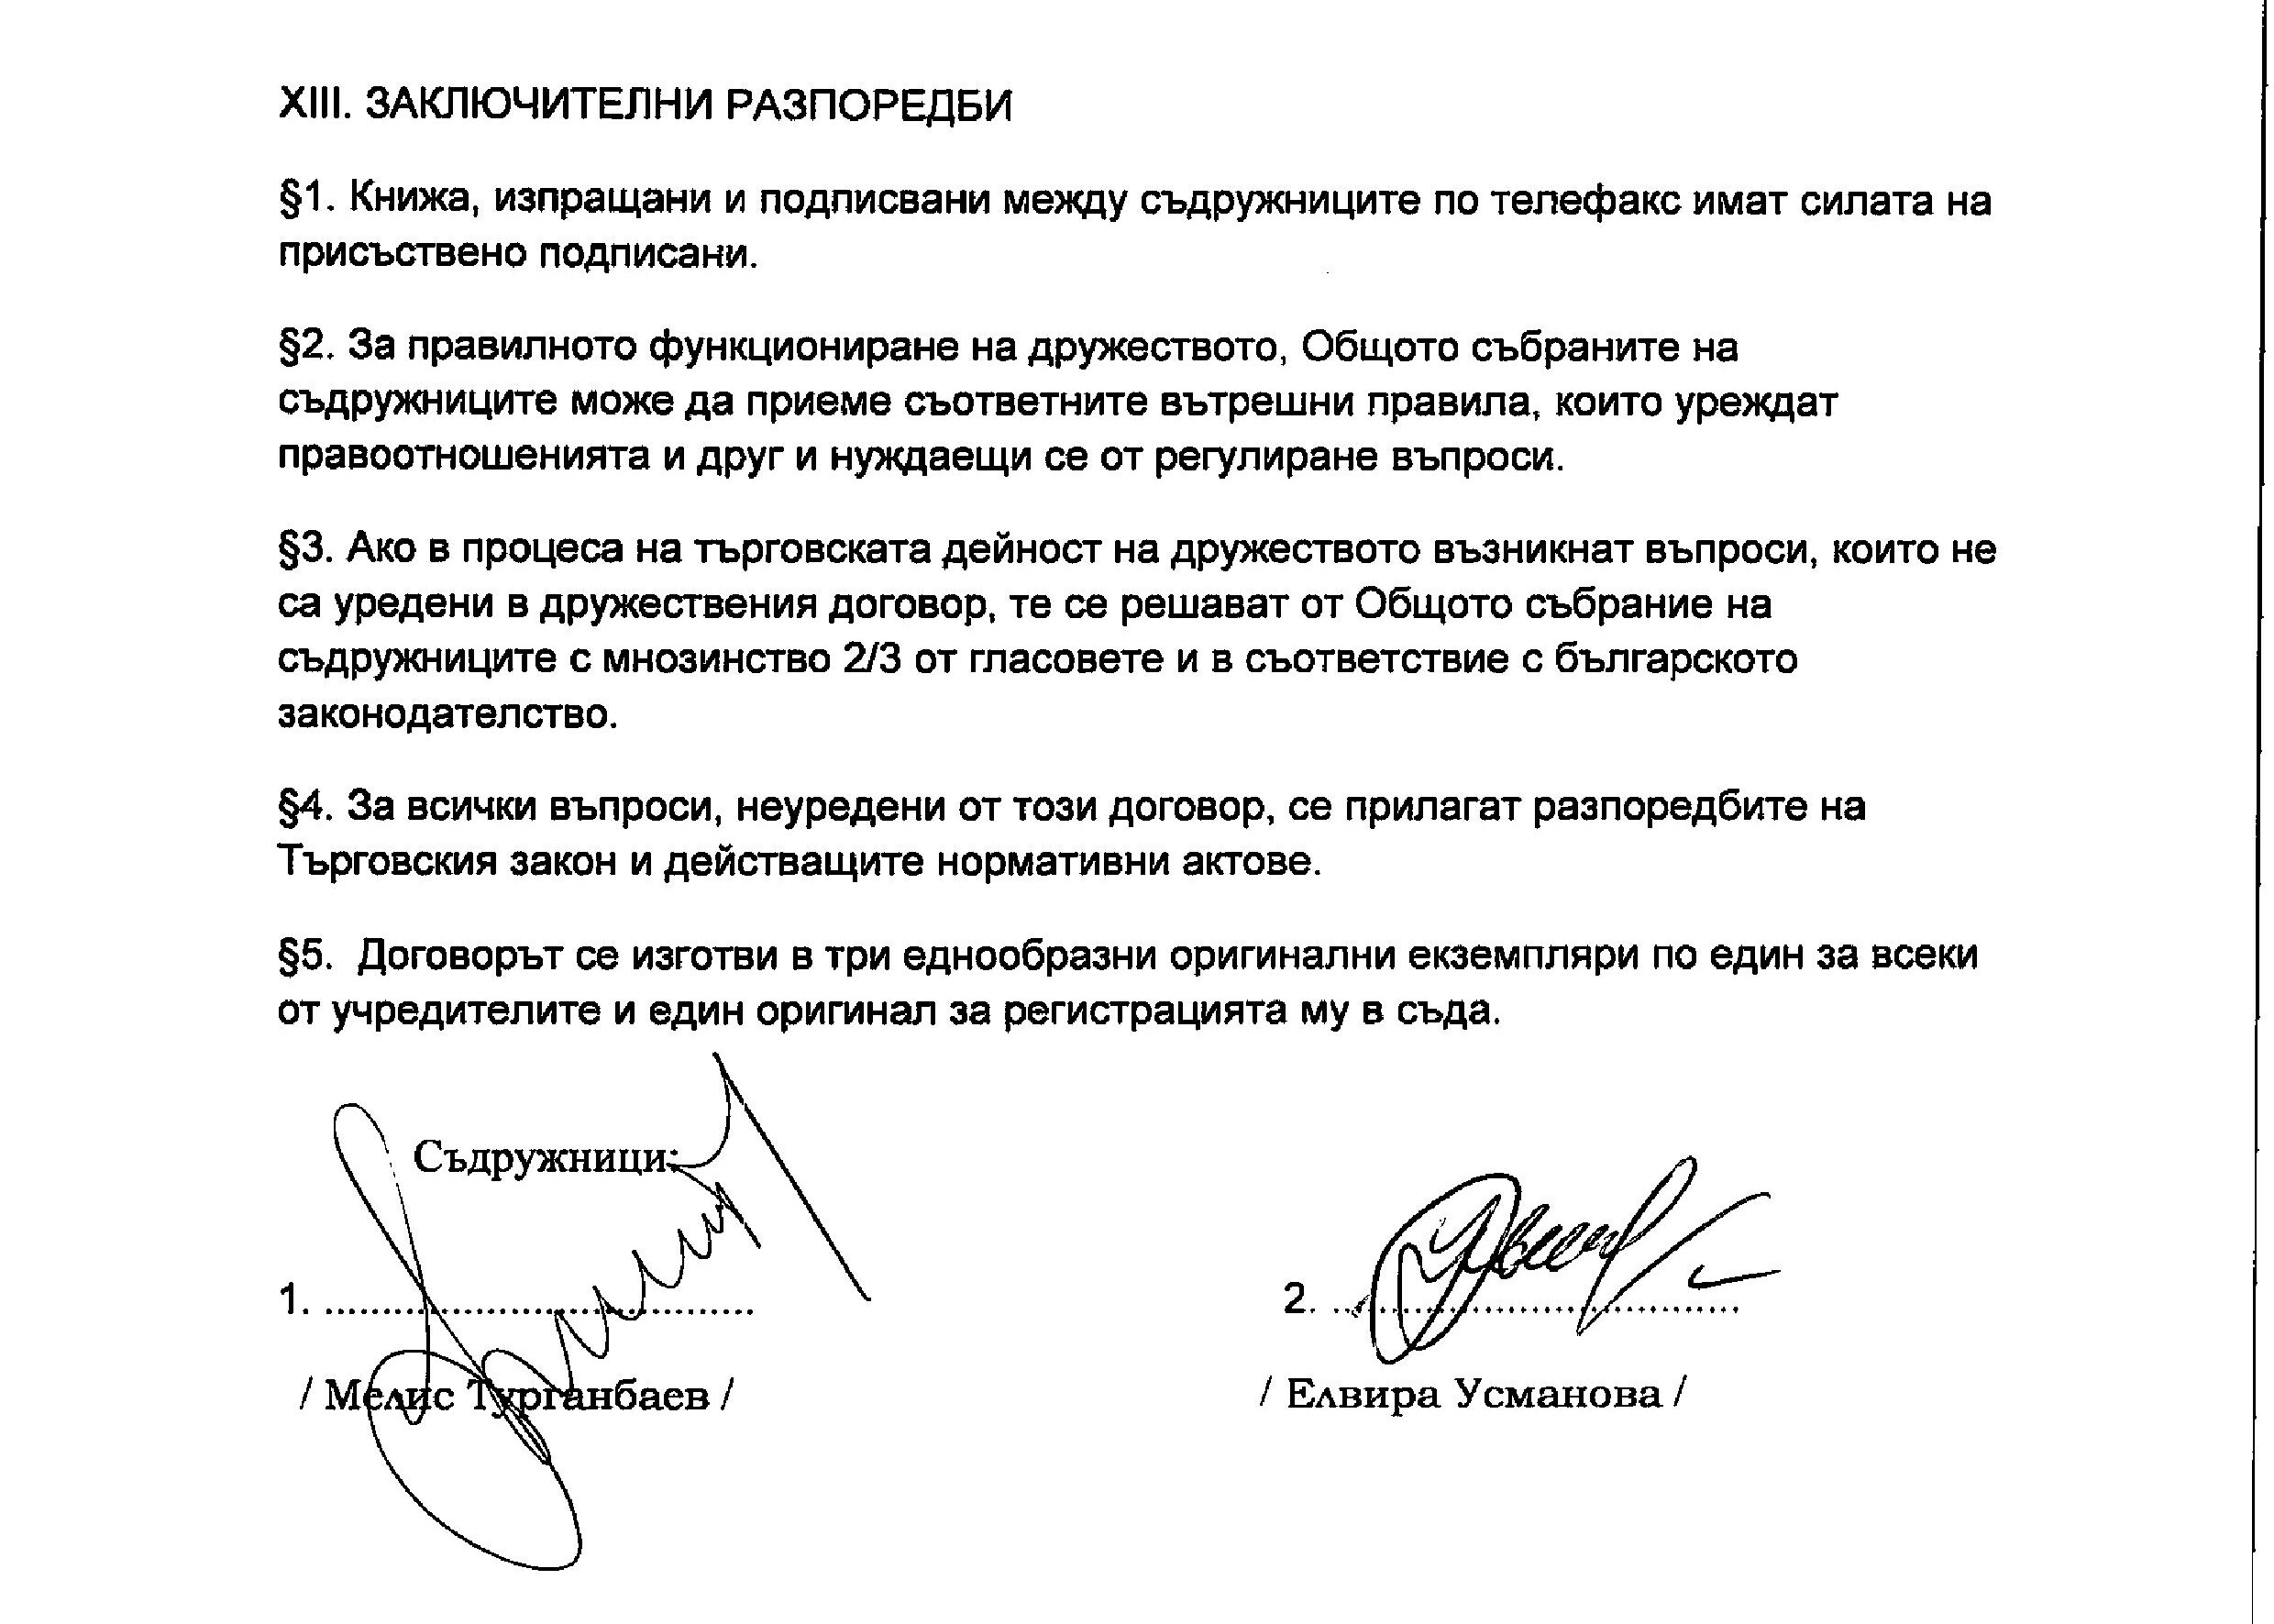 XIII. ЗАКЛЮЧИТЕЛНИ РАЗПОРЕДБИ
§1. Книжа, изпращани и подписвани между съдружниците по телефакс имат силата на
присъствено подписани.
§2. За правилното функциониране на дружеството, Общото събраните на
съдружниците може да приеме съответните вътрешни правила, които уреждат
правоотношенията и друг и нуждаещи се от регулиране въпроси.
§3. Ако в процеса на търговската дейност на дружеството възникнат въпроси, които не
са уредени в дружествения договор, те се решават от Общото събрание на
съдружниците с мнозинство 2/3 от гласовете и в съответствие с българското
законодателство.
§4. За всички въпроси, неуредени от този договор, се прилагат разпоредбите на
Търговския закон и действащите нормативни актове.
§5. Договорът се изготви в три еднообразни оригинални екземпляри по един за всеки
от учредителите и един оригинал за регистрацията му в съда.
Съдружници:
1. .................................... 2. ....................................
/ Мелис Турганбаев / / Елвира Усманова /